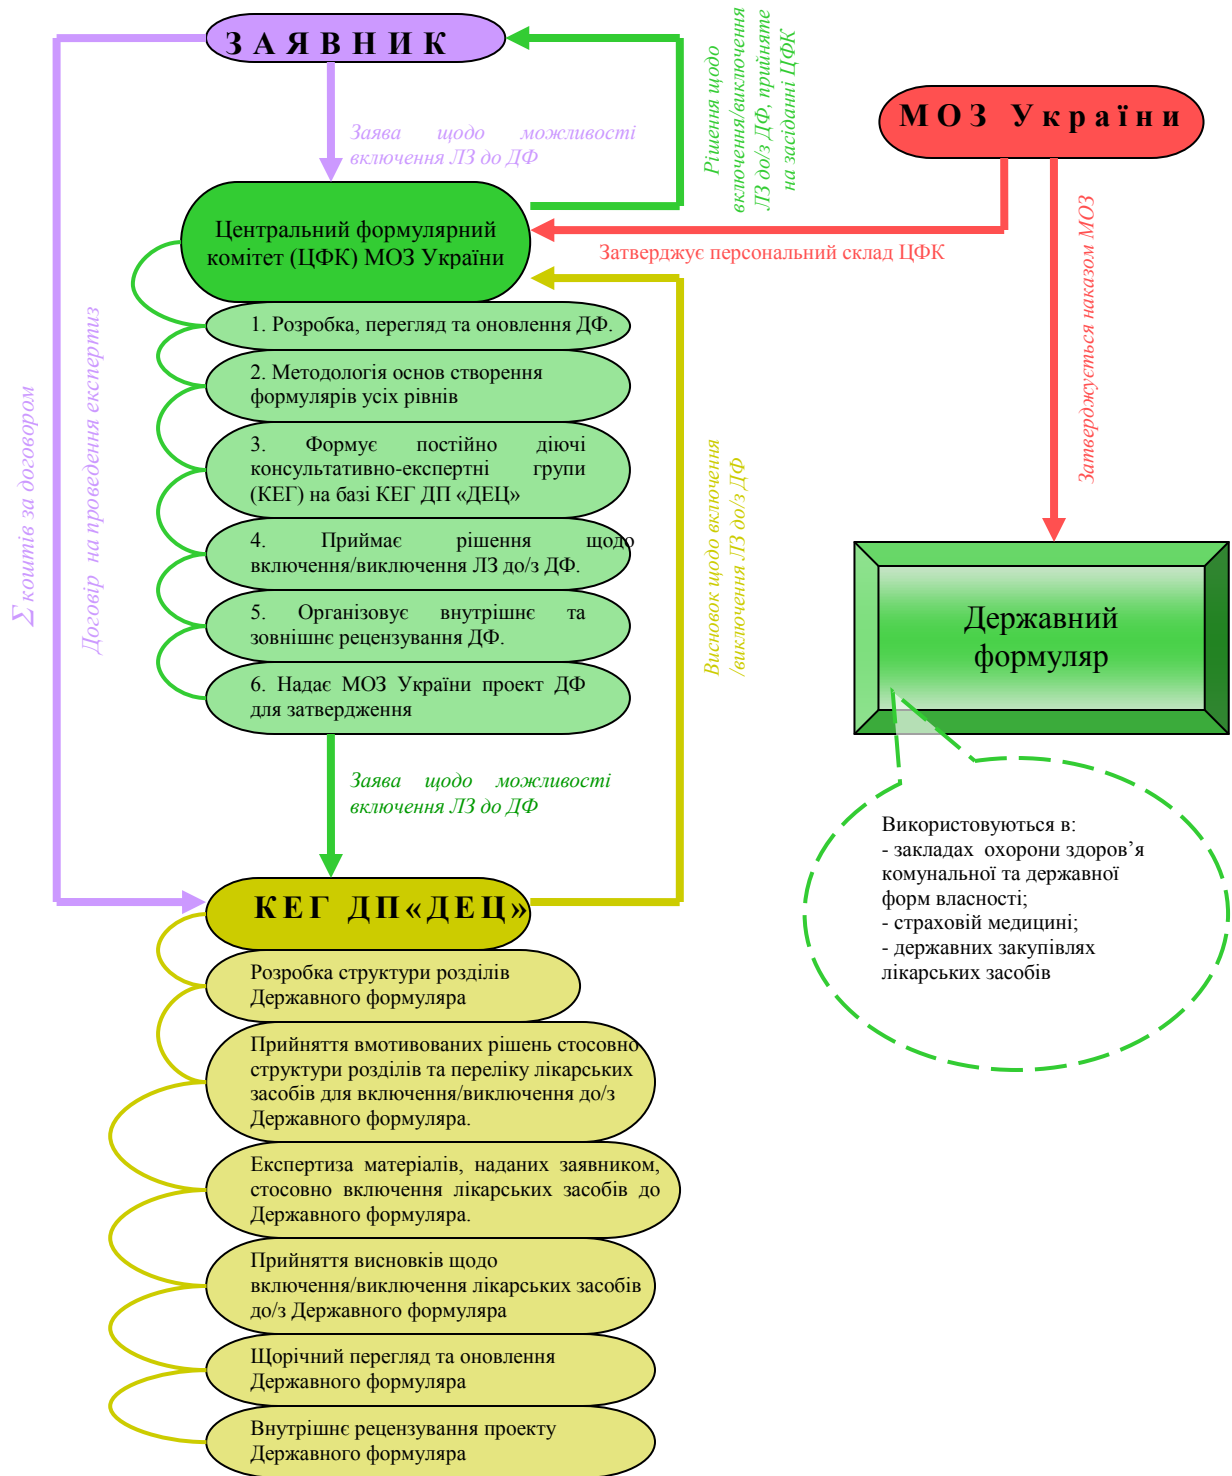 ЗАЯВНИК
Заява щодо можливості
включення ЛЗ до ДФ
Рішення щодо
включення/виключення
ЛЗ до/з ДФ, прийняте
на засіданні ЦФК
МОЗ України
Центральний формулярний
комітет (ЦФК) МОЗ України
Затверджує персональний склад ЦФК
Затверджується наказом МОЗ
1. Розробка, перегляд та оновлення ДФ.
2. Методологія основ створення
формулярів усіх рівнів
3. Формує постійно діючі
консультативно-експертні групи
(КЕГ) на базі КЕГ ДП «ДЕЦ»
4. Приймає рішення щодо
включення/виключення ЛЗ до/з ДФ.
5. Організовує внутрішнє та
зовнішнє рецензування ДФ.
6. Надає МОЗ України проект ДФ
для затвердження
Σ коштів за договором
Договір на проведення експертиз
Висновок щодо включення
/виключення ЛЗ до/з ДФ
Державний
формуляр
Заява щодо можливості
включення ЛЗ до ДФ
Використовуються в:
- закладах охорони здоров’я
комунальної та державної
форм власності;
- страховій медицині;
- державних закупівлях
лікарських засобів
КЕГ ДП«ДЕЦ»
Розробка структури розділів
Державного формуляра
Прийняття вмотивованих рішень стосовно
структури розділів та переліку лікарських
засобів для включення/виключення до/з
Державного формуляра.
Експертиза матеріалів, наданих заявником,
стосовно включення лікарських засобів до
Державного формуляра.
Прийняття висновків щодо
включення/виключення лікарських засобів
до/з Державного формуляра
Щорічний перегляд та оновлення
Державного формуляра
Внутрішнє рецензування проекту
Державного формуляра